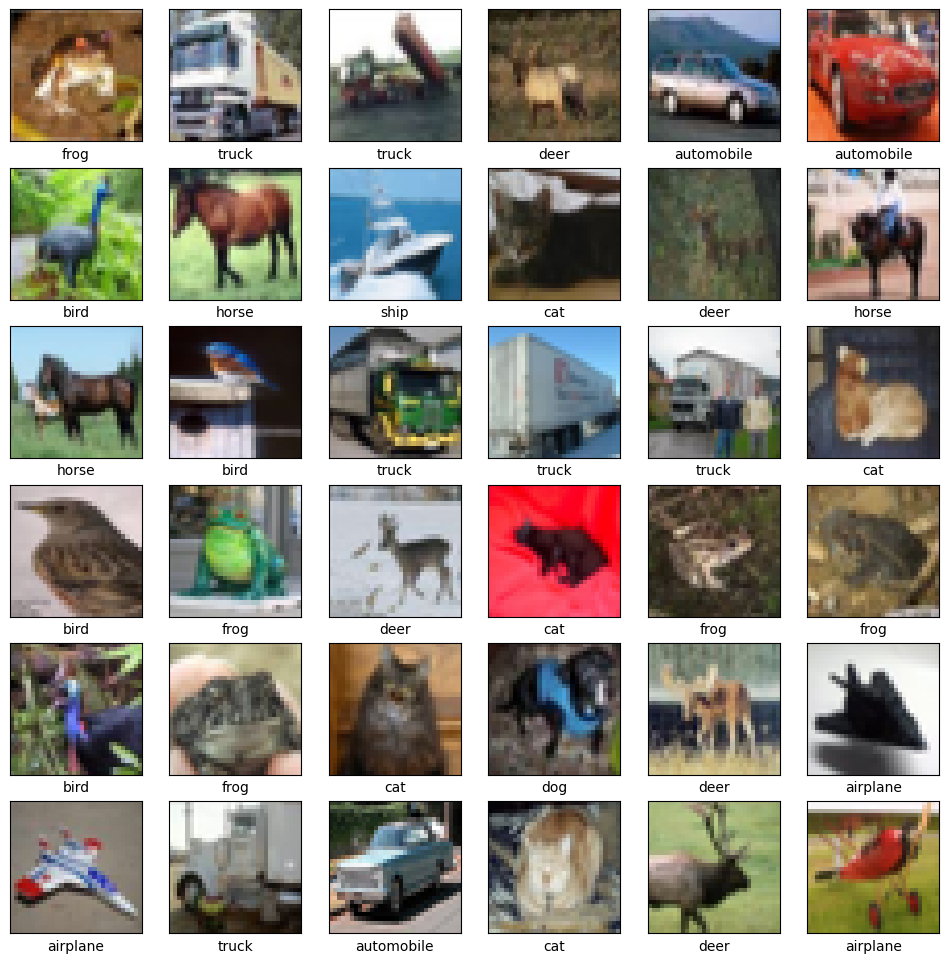 frog truck truck deer automobile automobile
bird horse ship cat deer horse
horse bird truck truck truck cat
bird frog deer cat frog frog
bird frog cat dog deer airplane
airplane truck automobile cat deer airplane